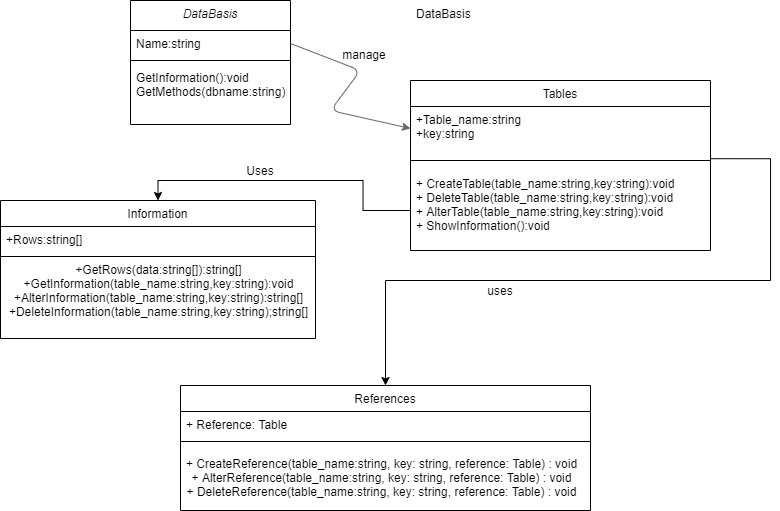 DataBasis
DataBasis
Name:string
GetInformation():void
GetMethods(dbname:string)
manage
Tables
+Table_name:string
+key:string
+ CreateTable(table_name:string,key:string):void
+ DeleteTable(table_name:string,key:string):void
+ AlterTable(table_name:string,key:string):void
+ ShowInformation():void
Uses
Information
+Rows:string[]
+GetRows(data:string[]):string[]
+GetInformation(table_name:string,key:string):void
+AlterInformation(table_name:string,key:string):string[]
+DeleteInformation(table_name:string,key:string);string[]
uses
References
+ Reference: Table
+ CreateReference(table_name:string, key: string, reference: Table) : void
+ AlterReference(table_name:string, key: string, reference: Table) : void
+ DeleteReference(table_name:string, key: string, reference: Table) : void